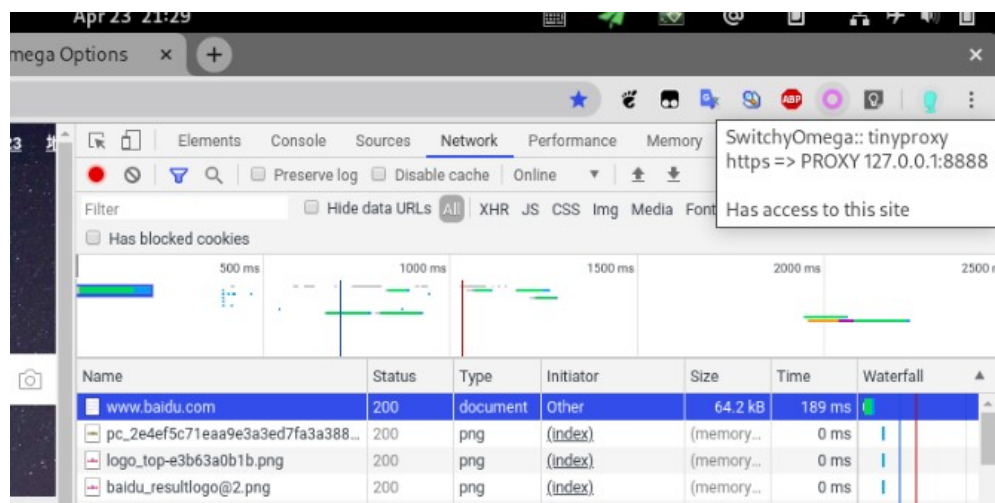 Apr 23 21:29
mega Options × +
×
ABP
23
SwitchyOmega:: tinyproxy
https => PROXY 127.0.0.1:8888
Has access to this site
Elements Console Sources Network Performance Memory
Preserve log Disable cache Online
Filter Hide data URLs All XHR JS CSS Img Media Font
Has blocked cookies
500 ms 1000 ms 1500 ms 2000 ms 2500
Name Status Type Initiator Size Time Waterfall
www.baidu.com 200 document Other 64.2 kB 189 ms
pc_2e4ef5c71eaa9e3a3ed7fa3a388... 200 png (index) (memory... 0 ms
logo_top-e3b63a0b1b.png 200 png (index) (memory... 0 ms
baidu_resultlogo@2.png 200 png (index) (memory... 0 ms